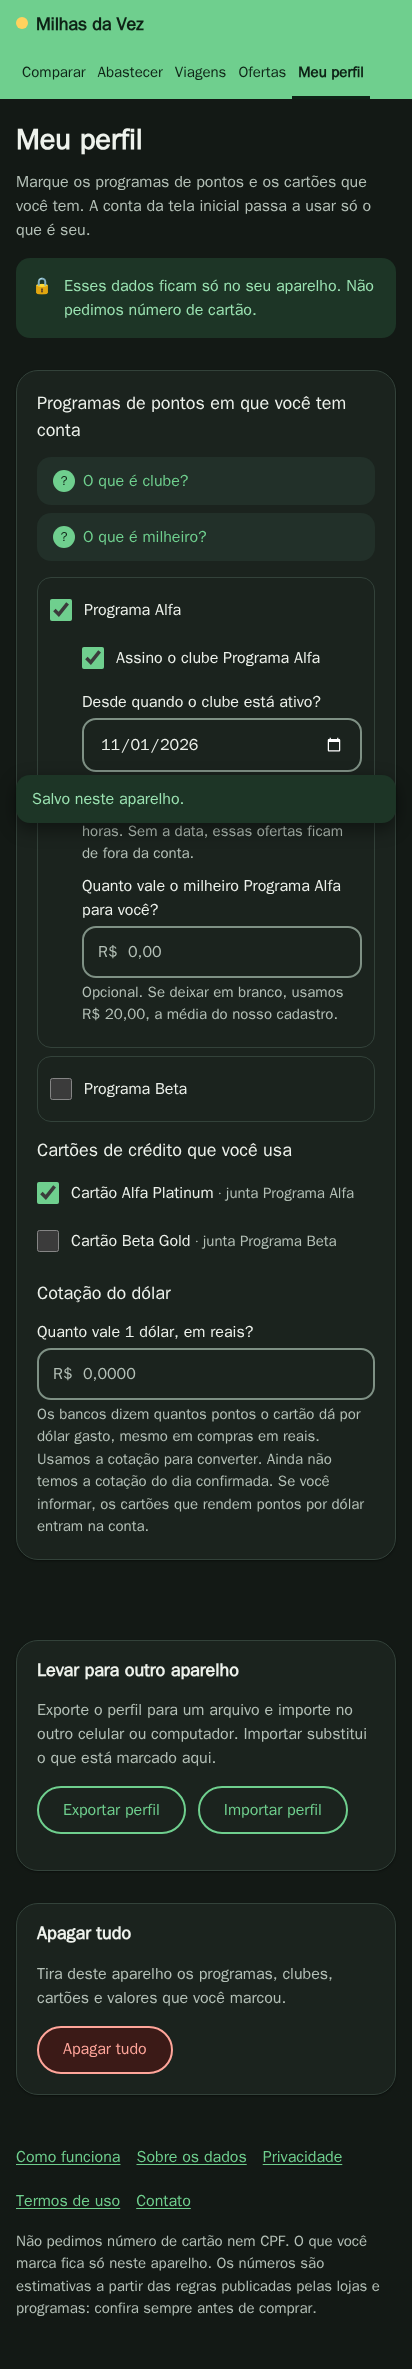 Milhas da Vez
Comparar Abastecer Viagens Ofertas Meu perfil
Meu perfil
Marque os programas de pontos e os cartões que
você tem. A conta da tela inicial passa a usar só o
que é seu.
Esses dados ficam só no seu aparelho. Não
pedimos número de cartão.
Programas de pontos em que você tem
conta
? O que é clube?
? O que é milheiro?
Programa Alfa
Assino o clube Programa Alfa
Desde quando o clube está ativo?
11/01/2026
Salvo neste aparelho.
horas. Sem a data, essas ofertas ficam
de fora da conta.
Quanto vale o milheiro Programa Alfa
para você?
R$ 0,00
Opcional. Se deixar em branco, usamos
R$ 20,00, a média do nosso cadastro.
Programa Beta
Cartões de crédito que você usa
Cartão Alfa Platinum · junta Programa Alfa
Cartão Beta Gold · junta Programa Beta
Cotação do dólar
Quanto vale 1 dólar, em reais?
R$ 0,0000
Os bancos dizem quantos pontos o cartão dá por
dólar gasto, mesmo em compras em reais.
Usamos a cotação para converter. Ainda não
temos a cotação do dia confirmada. Se você
informar, os cartões que rendem pontos por dólar
entram na conta.
Levar para outro aparelho
Exporte o perfil para um arquivo e importe no
outro celular ou computador. Importar substitui
o que está marcado aqui.
Exportar perfil Importar perfil
Apagar tudo
Tira deste aparelho os programas, clubes,
cartões e valores que você marcou.
Apagar tudo
Como funciona Sobre os dados Privacidade
Termos de uso Contato
Não pedimos número de cartão nem CPF. O que você
marca fica só neste aparelho. Os números são
estimativas a partir das regras publicadas pelas lojas e
programas: confira sempre antes de comprar.